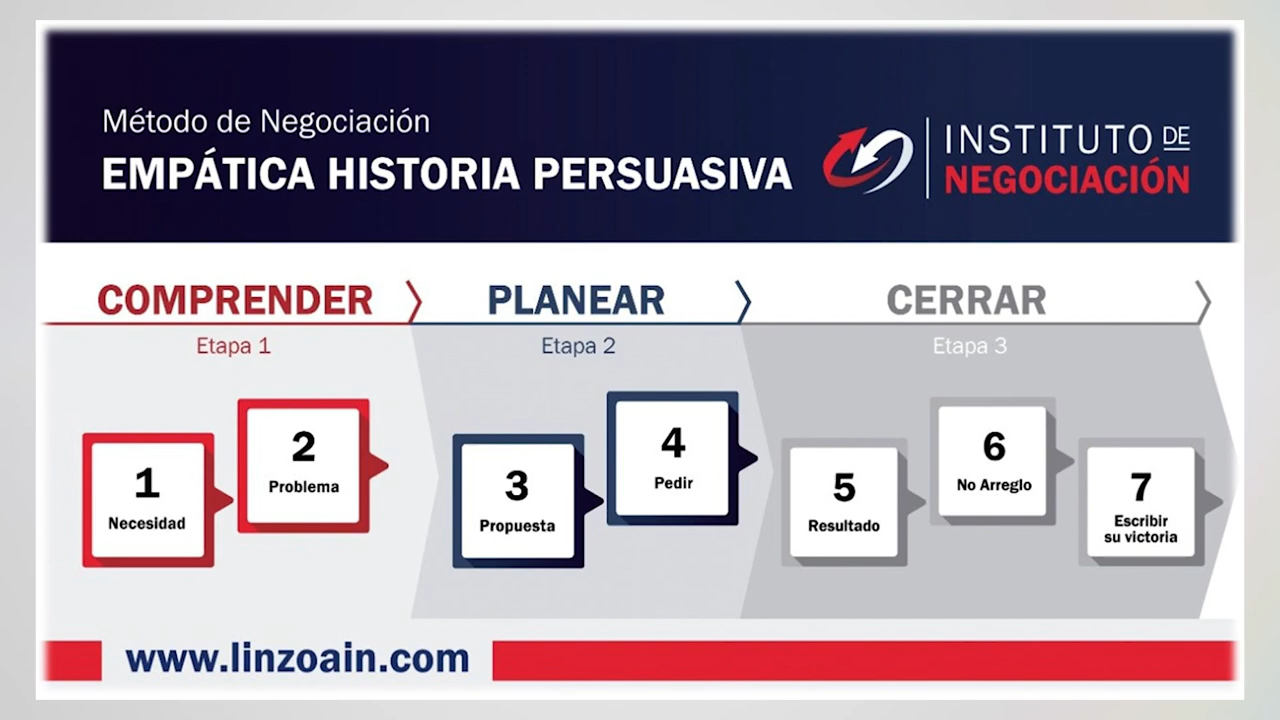 Método de Negociación
EMPÁTICA HISTORIA PERSUASIVA
INSTITUTO DE
NEGOCIACIÓN
COMPRENDER
Etapa 1
PLANEAR
Etapa 2
CERRAR
Etapa 3
1
Necesidad
2
Problema
3
Propuesta
4
Pedir
5
Resultado
6
No Arreglo
7
Escribir
su victoria
www.linzoain.com